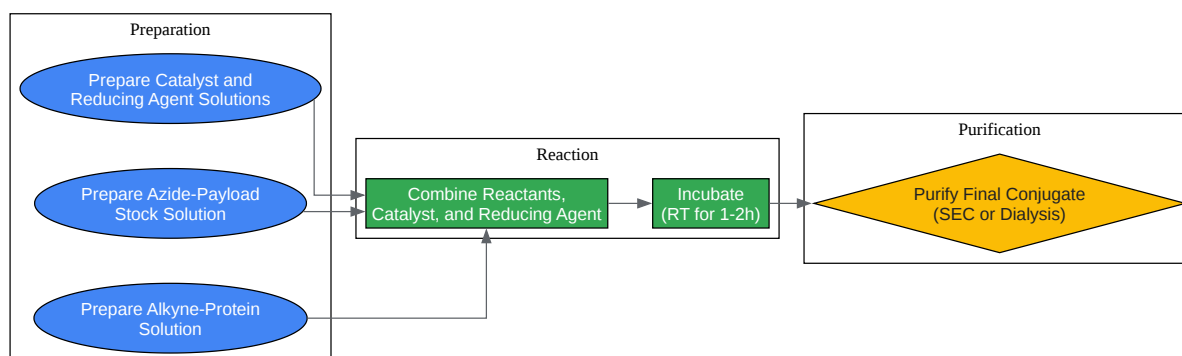 Preparation
Prepare Catalyst and
Reducing Agent Solutions
Prepare Azide-Payload
Stock Solution
Prepare Alkyne-Protein
Solution
Reaction
Combine Reactants,
Catalyst, and Reducing Agent
Incubate
(RT for 1-2h)
Purification
Purify Final Conjugate
(SEC or Dialysis)